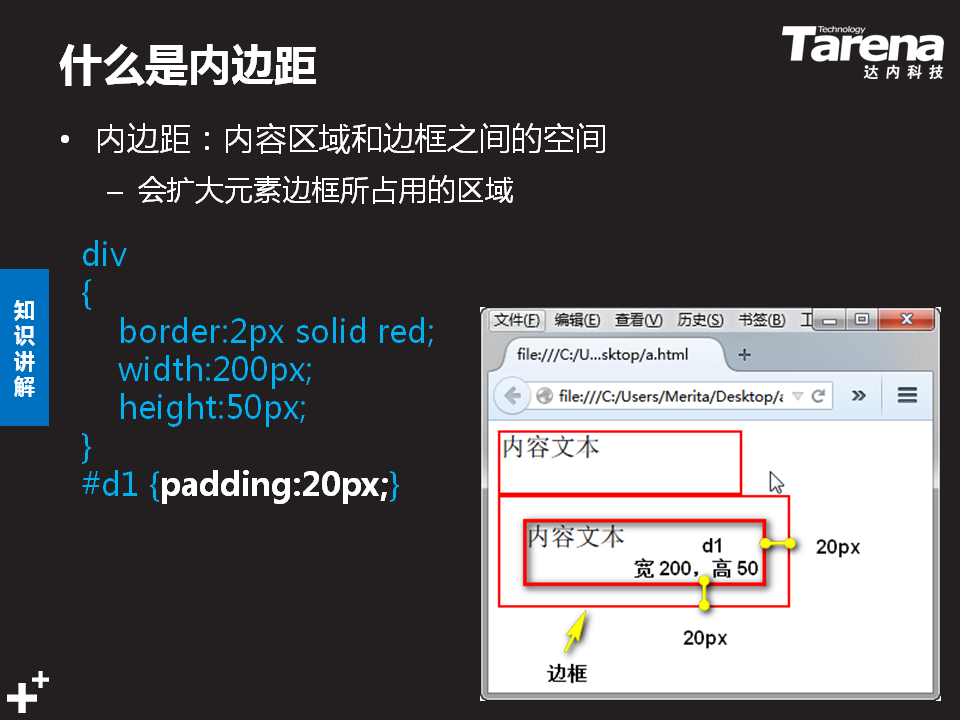 什么是内边距
Technology
Tarena
达内科技
• 内边距：内容区域和边框之间的空间
– 会扩大元素边框所占用的区域
div
{
border:2px solid red;
width:200px;
height:50px;
}
#d1 {padding:20px;}
知识讲解
文件(F) 编辑(E) 查看(V) 历史(S) 书签(B) 工
file:///C:/U...sktop/a.html
file:///C:/Users/Merita/Desktop/a
内容文本
内容文本
d1
宽 200，高 50
20px
20px
边框